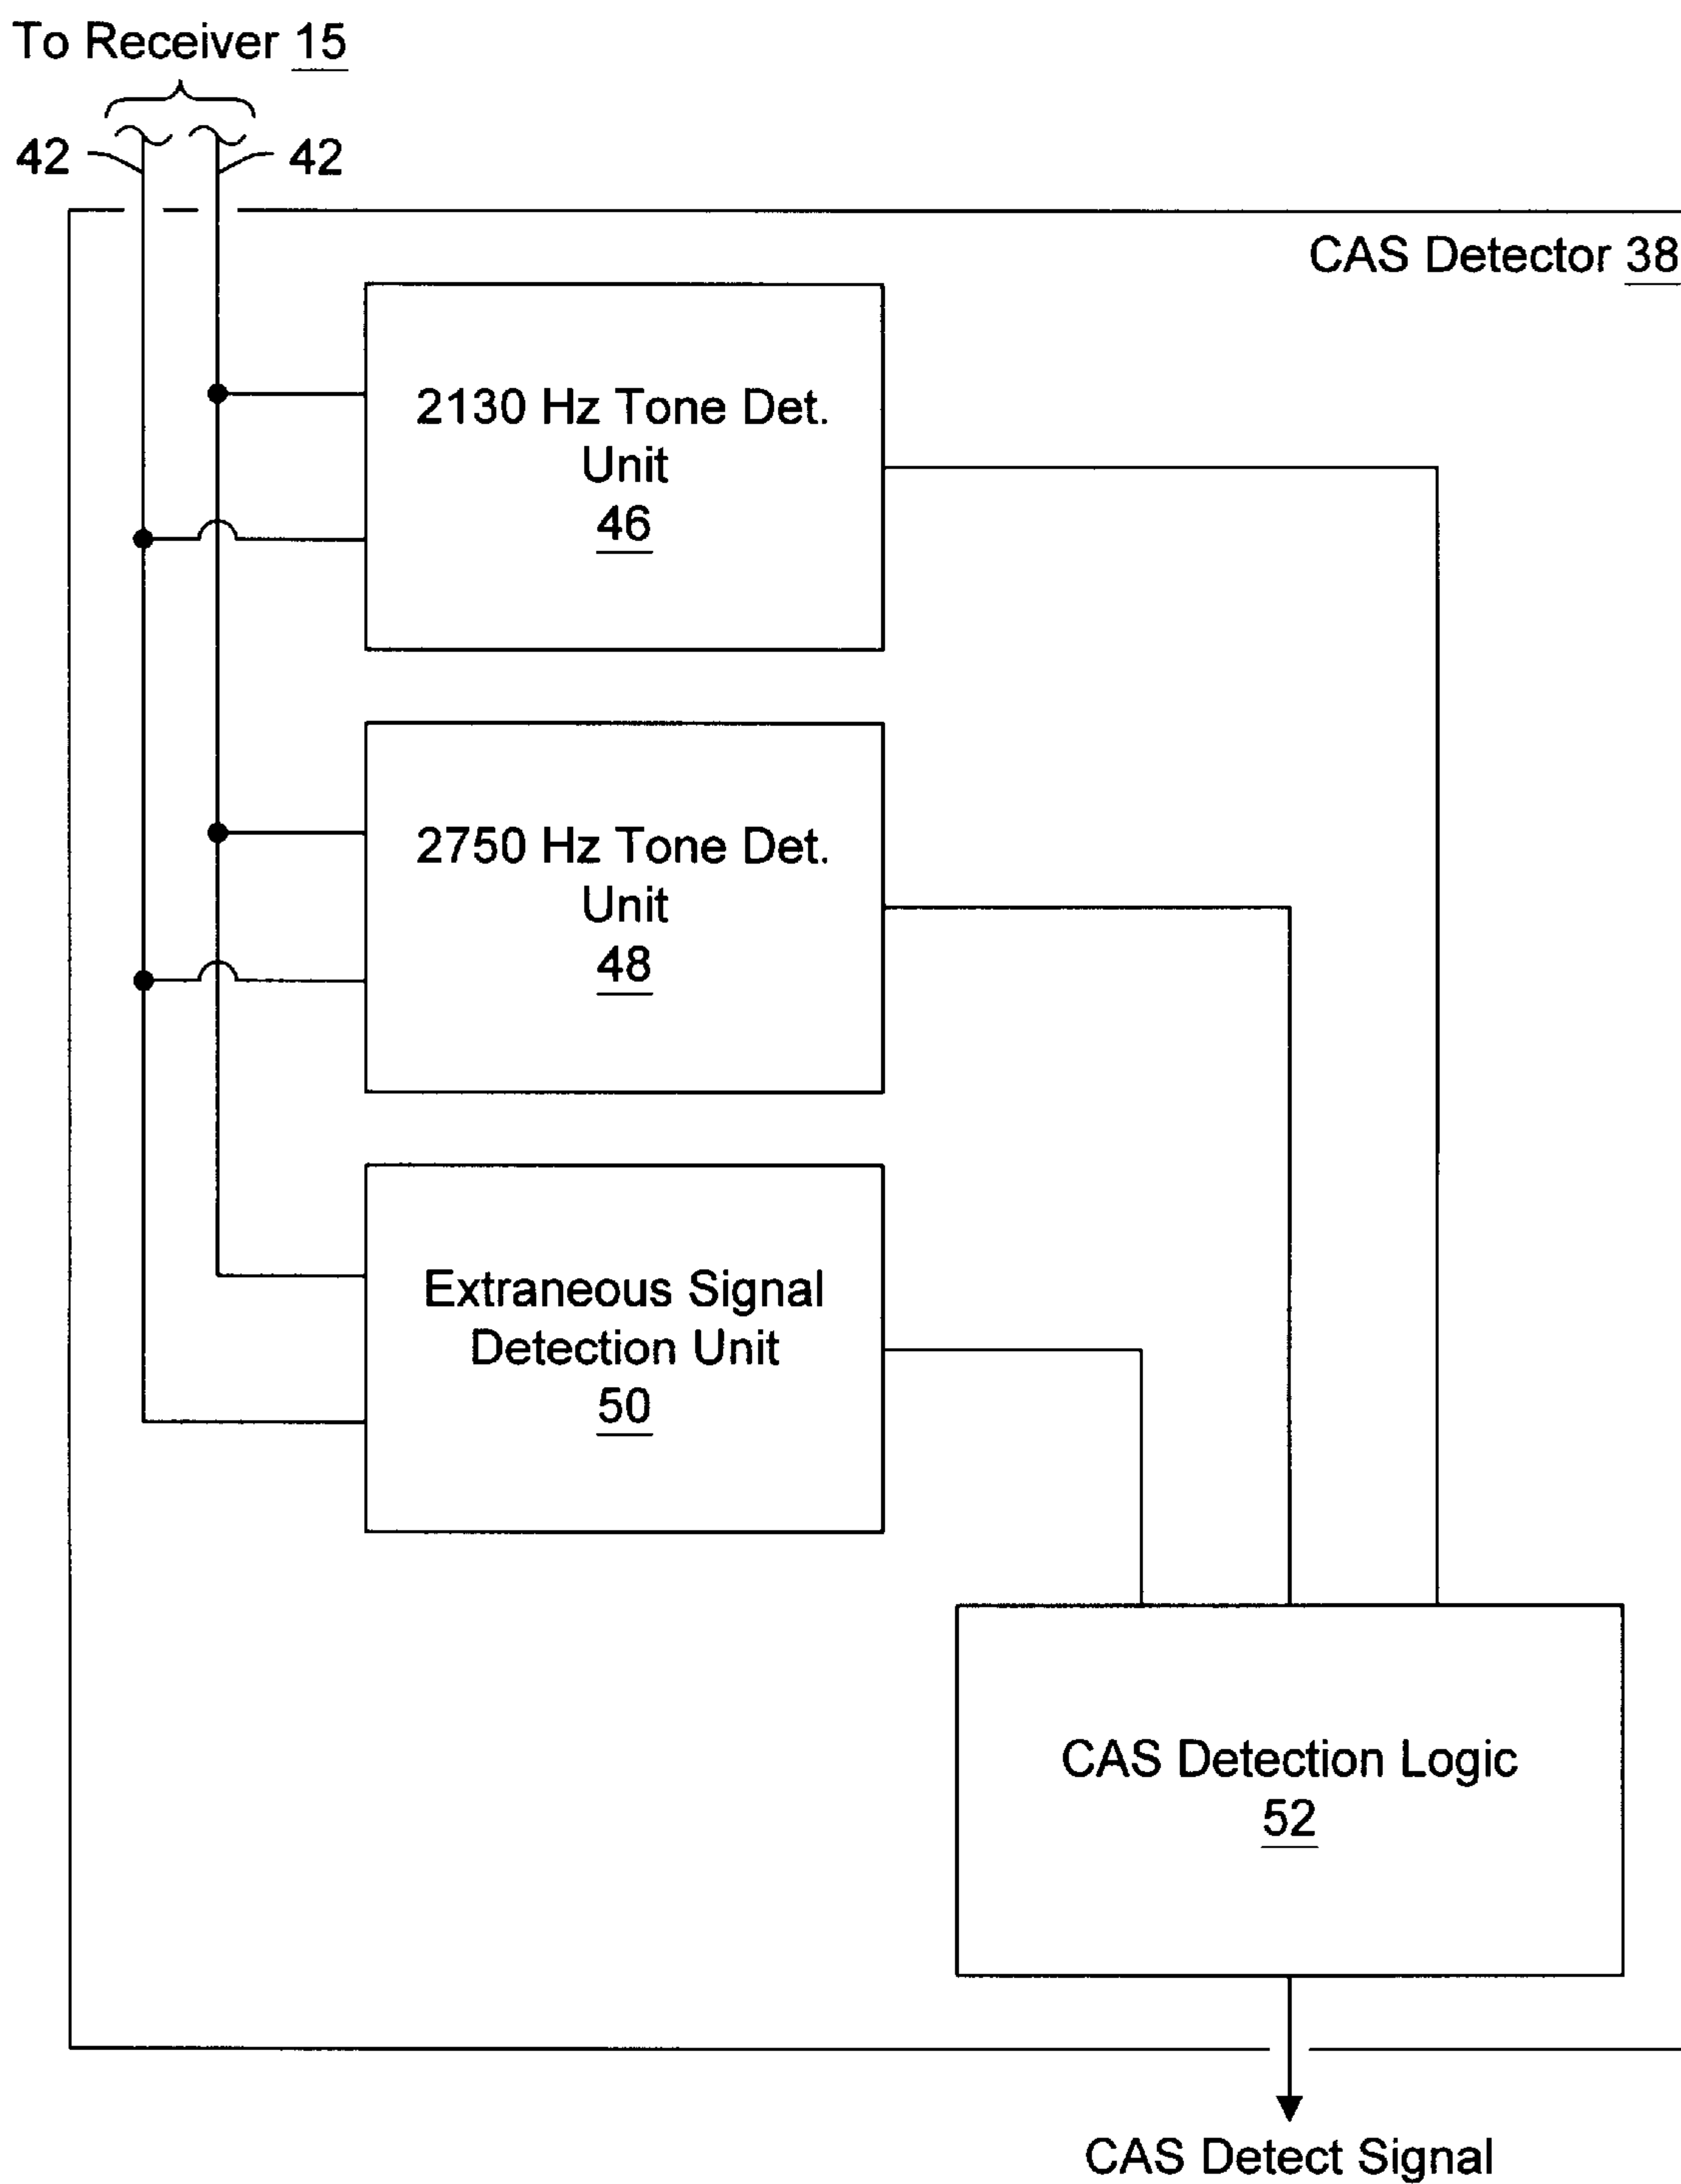 To Receiver 15
42
42
CAS Detector 38
2130 Hz Tone Det.
Unit
46
2750 Hz Tone Det.
Unit
48
Extraneous Signal
Detection Unit
50
CAS Detection Logic
52
CAS Detect Signal